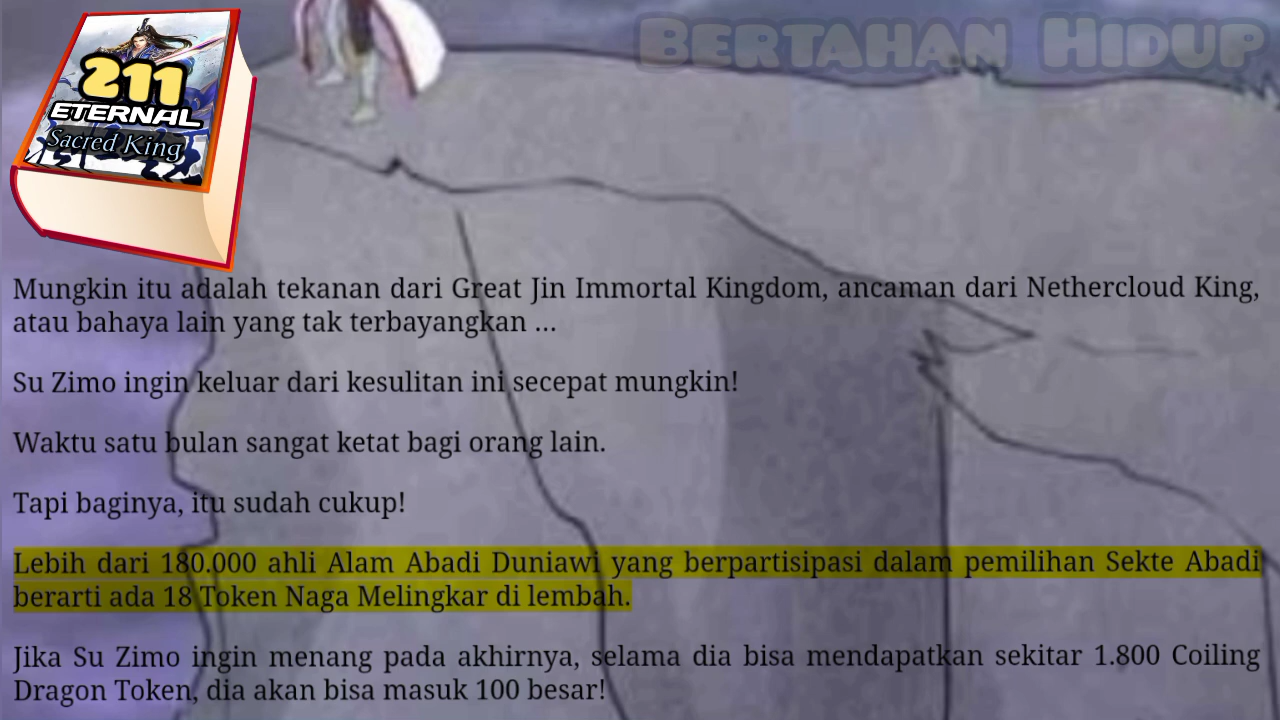 BERTAHAN HIDUP
211
ETERNAL
Sacred King
Mungkin itu adalah tekanan dari Great Jin Immortal Kingdom, ancaman dari Nethercloud King,
atau bahaya lain yang tak terbayangkan ...
Su Zimo ingin keluar dari kesulitan ini secepat mungkin!
Waktu satu bulan sangat ketat bagi orang lain.
Tapi baginya, itu sudah cukup!
Lebih dari 180.000 ahli Alam Abadi Duniawi yang berpartisipasi dalam pemilihan Sekte Abadi
berarti ada 18 Token Naga Melingkar di lembah.
Jika Su Zimo ingin menang pada akhirnya, selama dia bisa mendapatkan sekitar 1.800 Coiling
Dragon Token, dia akan bisa masuk 100 besar!